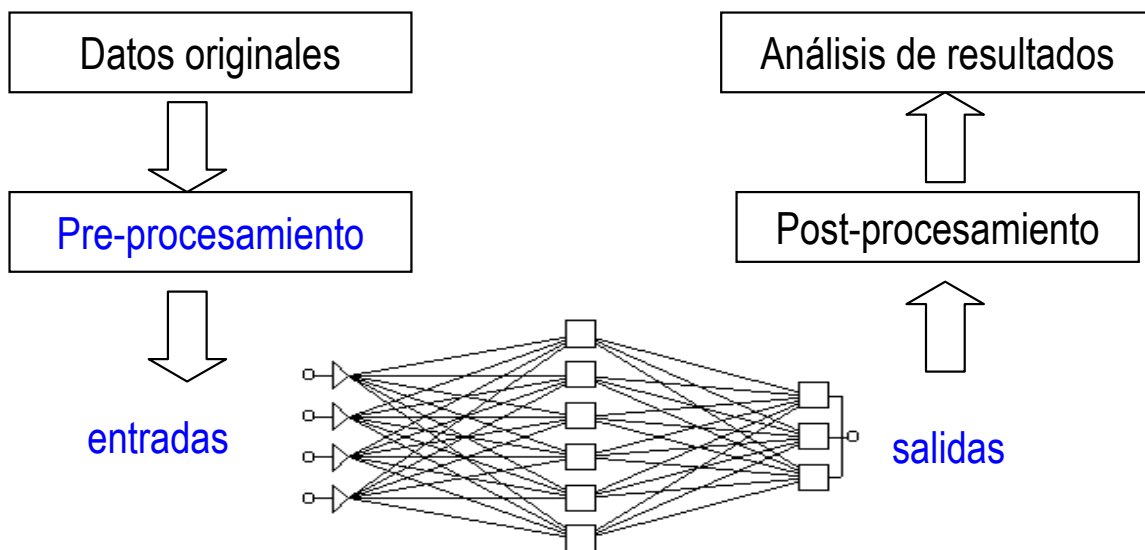 Datos originales
Análisis de resultados
Pre-procesamiento
Post-procesamiento
entradas
salidas